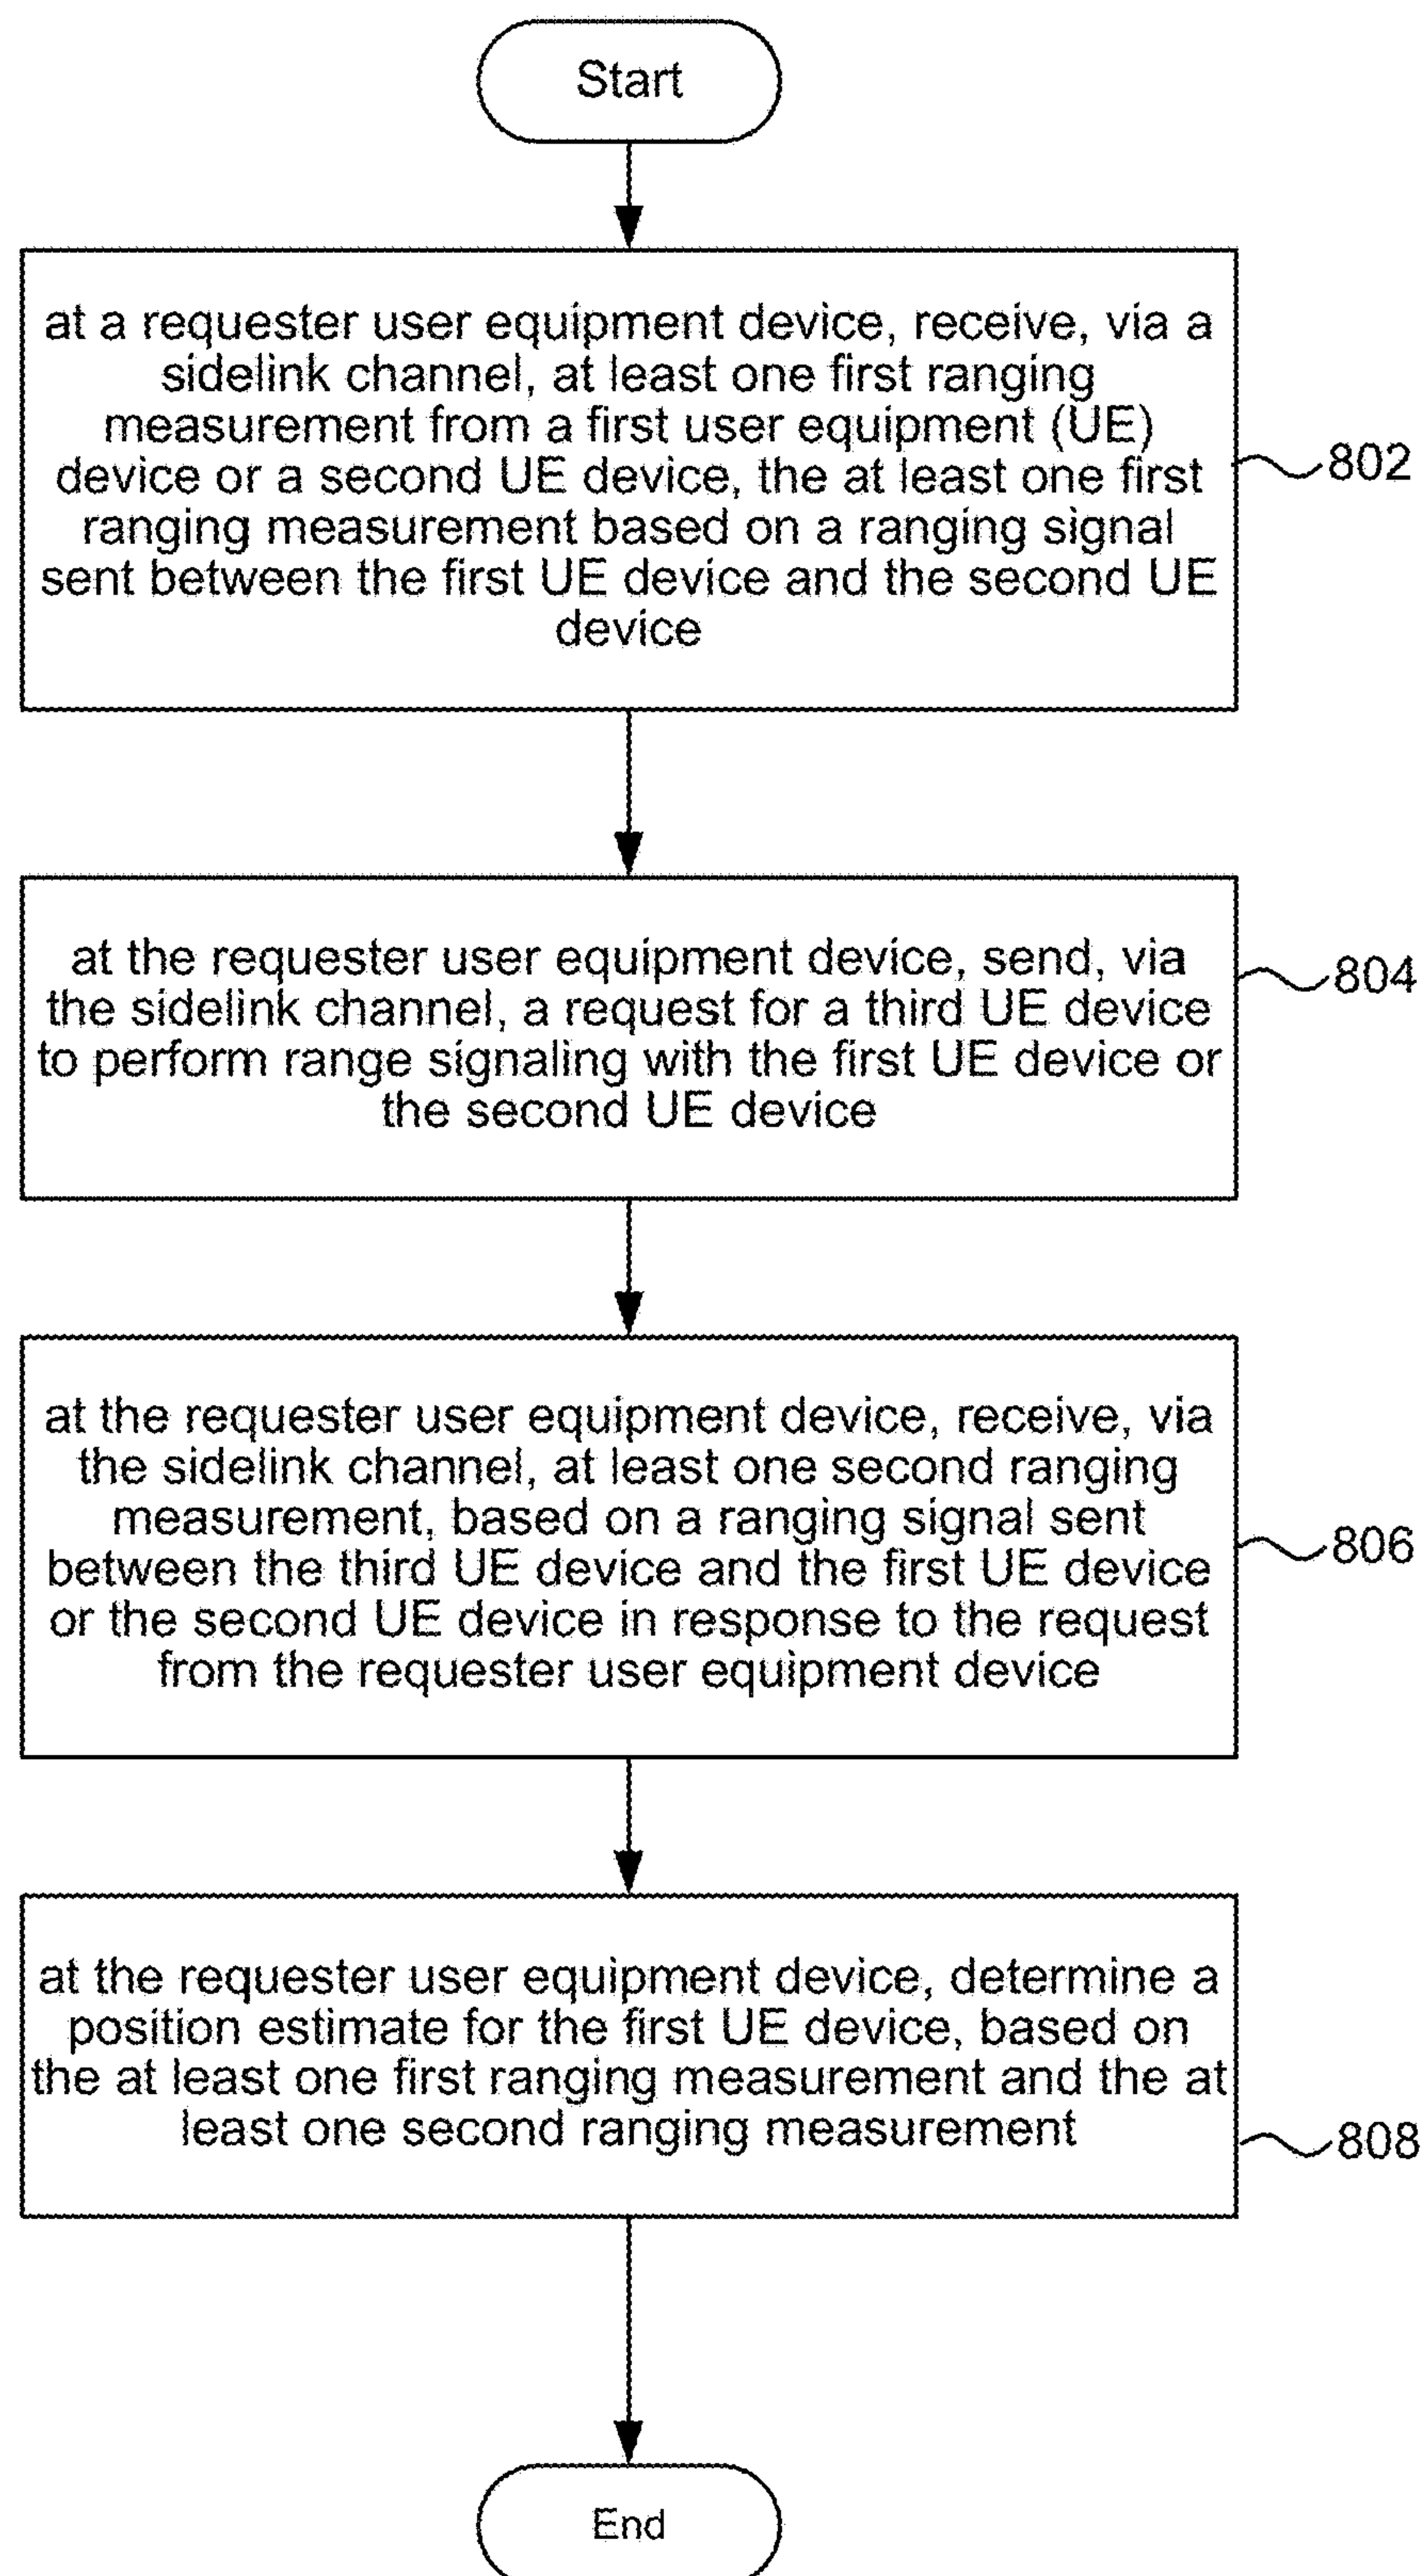 Start
at a requester user equipment device, receive, via a
sidelink channel, at least one first ranging
measurement from a first user equipment (UE)
device or a second UE device, the at least one first
ranging measurement based on a ranging signal
sent between the first UE device and the second UE
device
802
at the requester user equipment device, send, via
the sidelink channel, a request for a third UE device
to perform range signaling with the first UE device or
the second UE device
804
at the requester user equipment device, receive, via
the sidelink channel, at least one second ranging
measurement, based on a ranging signal sent
between the third UE device and the first UE device
or the second UE device in response to the request
from the requester user equipment device
806
at the requester user equipment device, determine a
position estimate for the first UE device, based on
the at least one first ranging measurement and the at
least one second ranging measurement
808
End